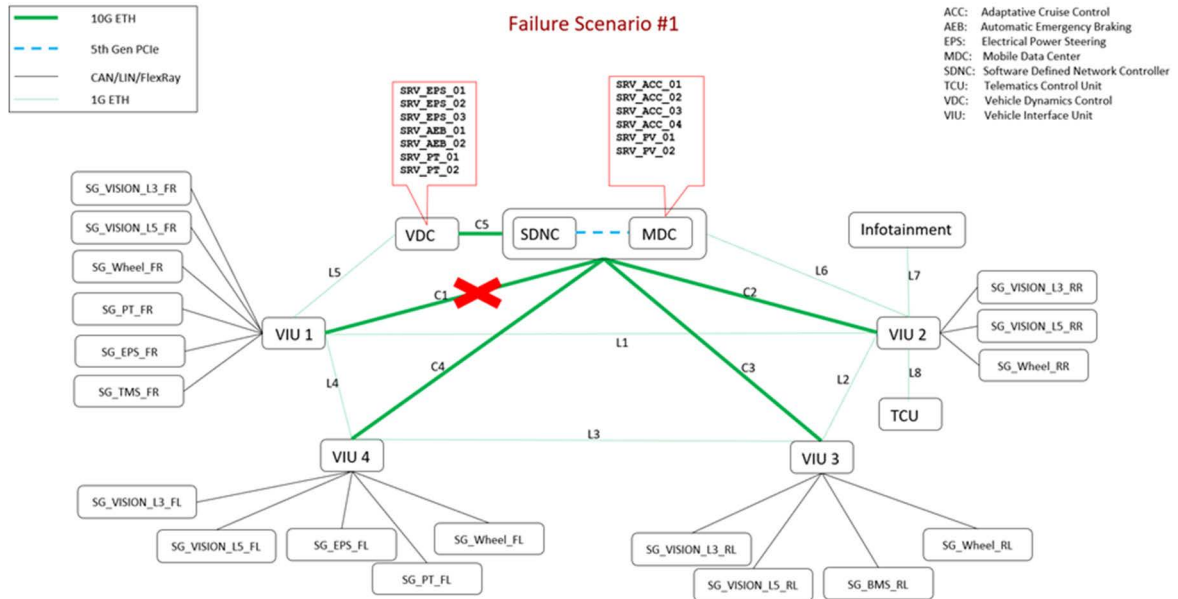 Failure Scenario #1
10G ETH
5th Gen PCIe
CAN/LIN/FlexRay
1G ETH
ACC: Adaptative Cruise Control
AEB: Automatic Emergency Braking
EPS: Electrical Power Steering
MDC: Mobile Data Center
SDNC: Software Defined Network Controller
TCU: Telematics Control Unit
VDC: Vehicle Dynamics Control
VIU: Vehicle Interface Unit
SRV_EPS_01
SRV_EPS_02
SRV_EPS_03
SRV_AEB_01
SRV_AEB_02
SRV_PT_01
SRV_PT_02
SRV_ACC_01
SRV_ACC_02
SRV_ACC_03
SRV_ACC_04
SRV_PV_01
SRV_PV_02
SG_VISION_L3_FR
SG_VISION_L5_FR
SG_Wheel_FR
SG_PT_FR
SG_EPS_FR
SG_TMS_FR
VDC
C5
SDNC
MDC
Infotainment
L5
L6
L7
C1
C2
SG_VISION_L3_RR
SG_VISION_L5_RR
SG_Wheel_RR
VIU 1
VIU 2
L1
C4
C3
L4
L2
L8
TCU
L3
VIU 4
VIU 3
SG_VISION_L3_FL
SG_VISION_L5_FL
SG_EPS_FL
SG_PT_FL
SG_Wheel_FL
SG_VISION_L3_RL
SG_VISION_L5_RL
SG_BMS_RL
SG_Wheel_RL